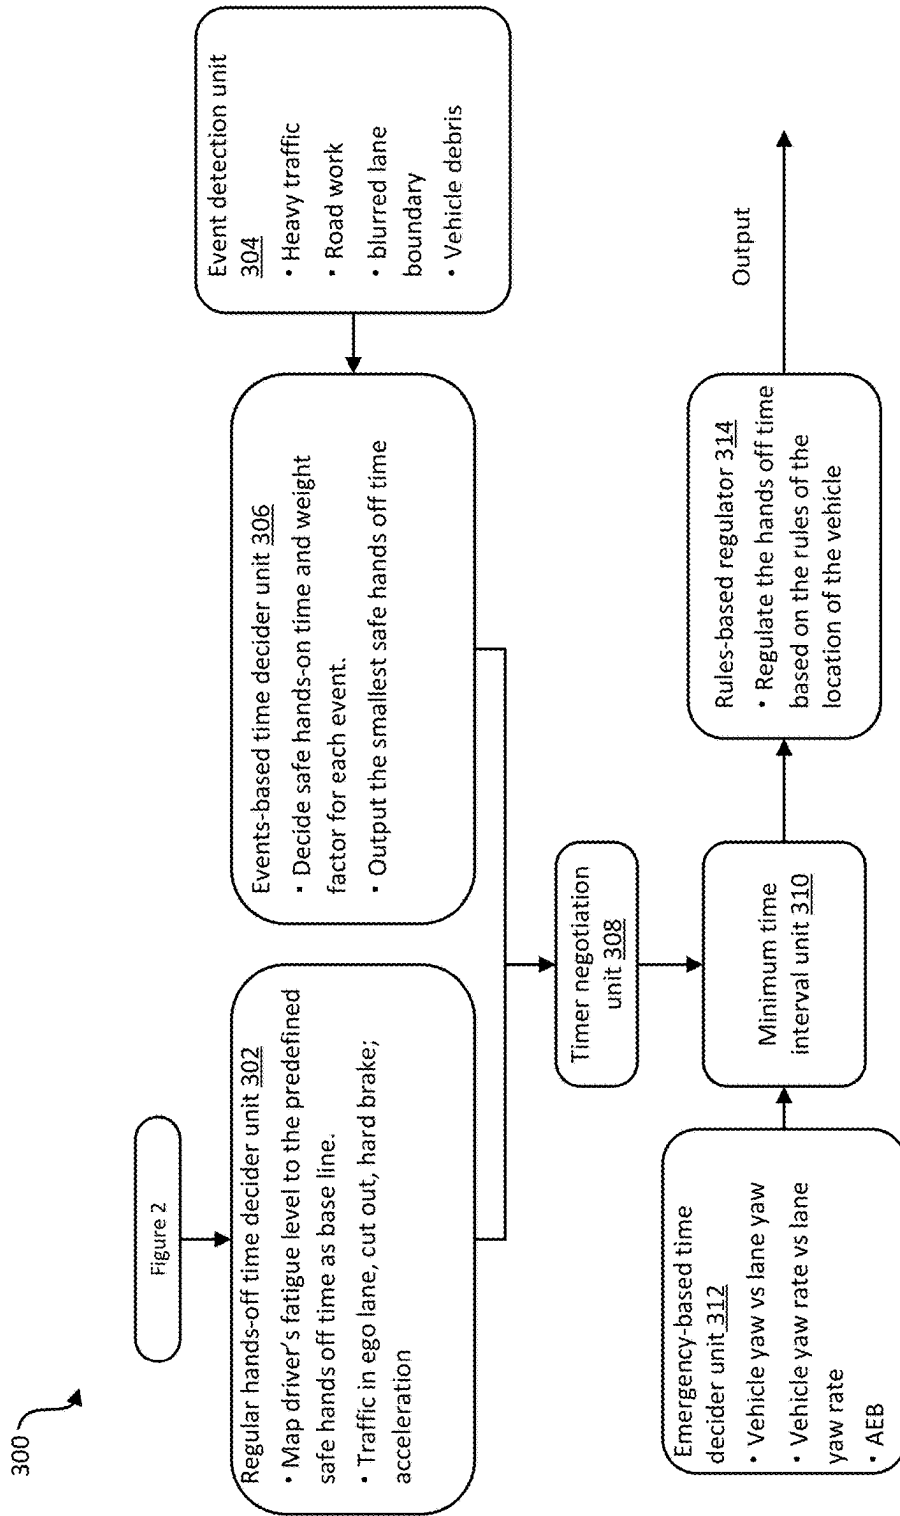 300
Figure 2
Regular hands-off time decider unit 302
• Map driver's fatigue level to the predefined
safe hands off time as base line.
• Traffic in ego lane, cut out, hard brake;
acceleration
Events-based time decider unit 306
• Decide safe hands-on time and weight
factor for each event.
• Output the smallest safe hands off time
Event detection unit
304
• Heavy traffic
• Road work
• blurred lane
boundary
• Vehicle debris
Timer negotiation
unit 308
Emergency-based time
decider unit 312
• Vehicle yaw vs lane yaw
• Vehicle yaw rate vs lane
yaw rate
• AEB
Minimum time
interval unit 310
Rules-based regulator 314
• Regulate the hands off time
based on the rules of the
location of the vehicle
Output